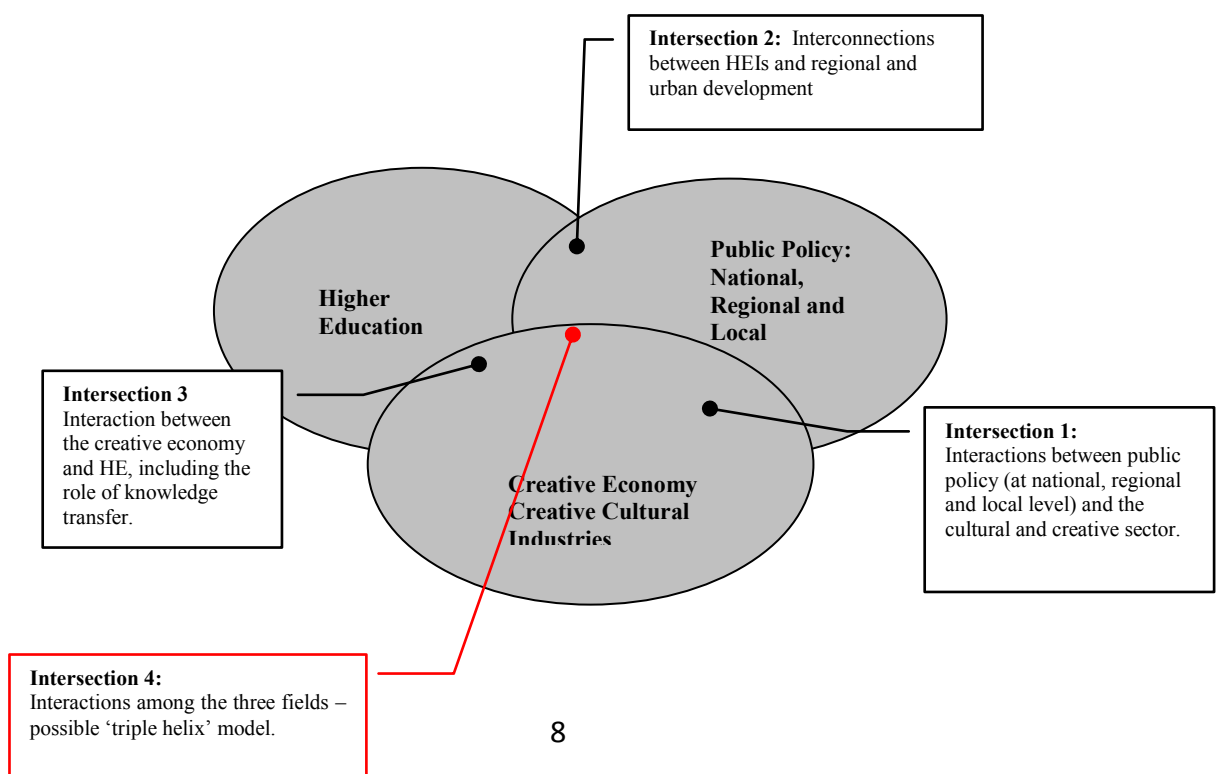 Intersection 2: Interconnections
between HEIs and regional and
urban development
Public Policy:
National,
Regional and
Local
Higher
Education
Intersection 3
Interaction between
the creative economy
and HE, including the
role of knowledge
transfer.
Intersection 1:
Interactions between public
policy (at national, regional
and local level) and the
cultural and creative sector.
Creative Economy
Creative Cultural
Industries
Intersection 4:
Interactions among the three fields –
possible ‘triple helix’ model.
8